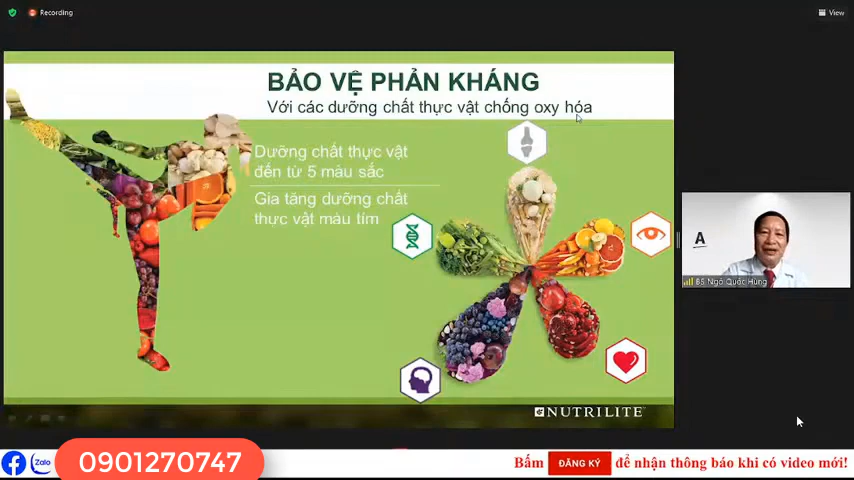 Recording
View
BẢO VỆ PHẢN KHÁNG
Với các dưỡng chất thực vật chống oxy hóa
Dưỡng chất thực vật
đến từ 5 màu sắc
Gia tăng dưỡng chất
thực vật màu tím
A
BS Ngô Quốc Hùng
NUTRILITE™
Zalo
0901270747
Bấm ĐĂNG KÝ để nhận thông báo khi có video mới!